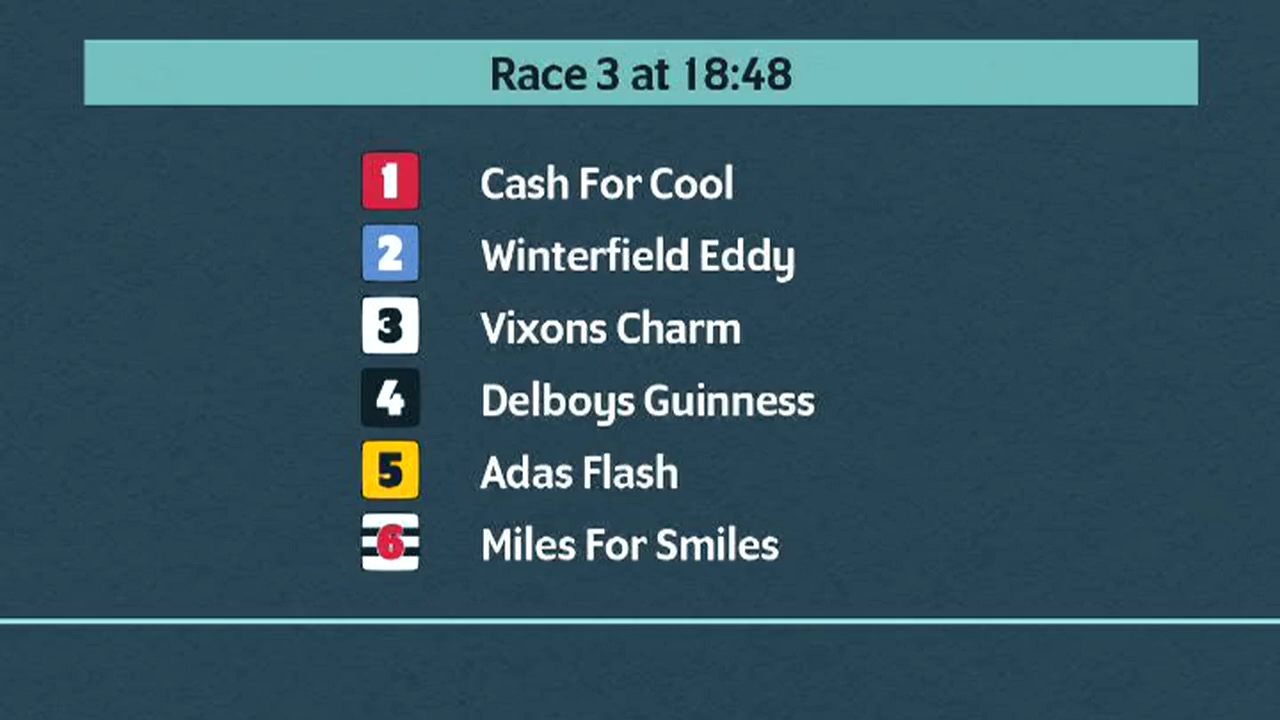 Race 3 at 18:48
1 Cash For Cool
2 Winterfield Eddy
3 Vixons Charm
4 Delboys Guinness
5 Adas Flash
6 Miles For Smiles